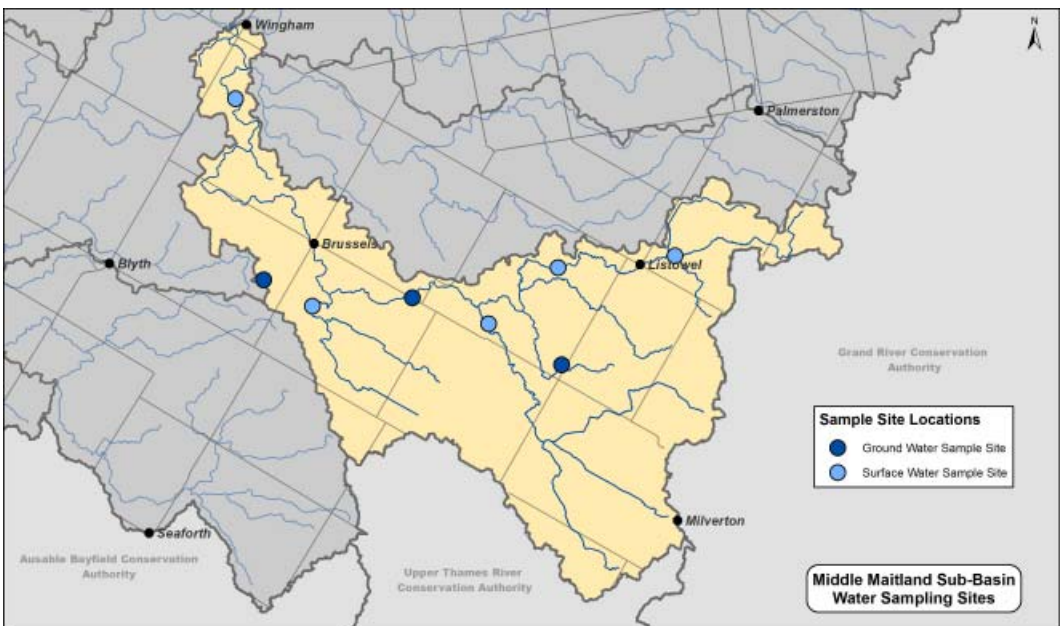 Wingham
N
Palmerston
Brussels
Blyth
Listowel
Grand River Conservation
Authority
Sample Site Locations
Ground Water Sample Site
Surface Water Sample Site
Milverton
Seaforth
Ausable Bayfield Conservation
Authority
Upper Thames River
Conservation Authority
Middle Maitland Sub-Basin
Water Sampling Sites